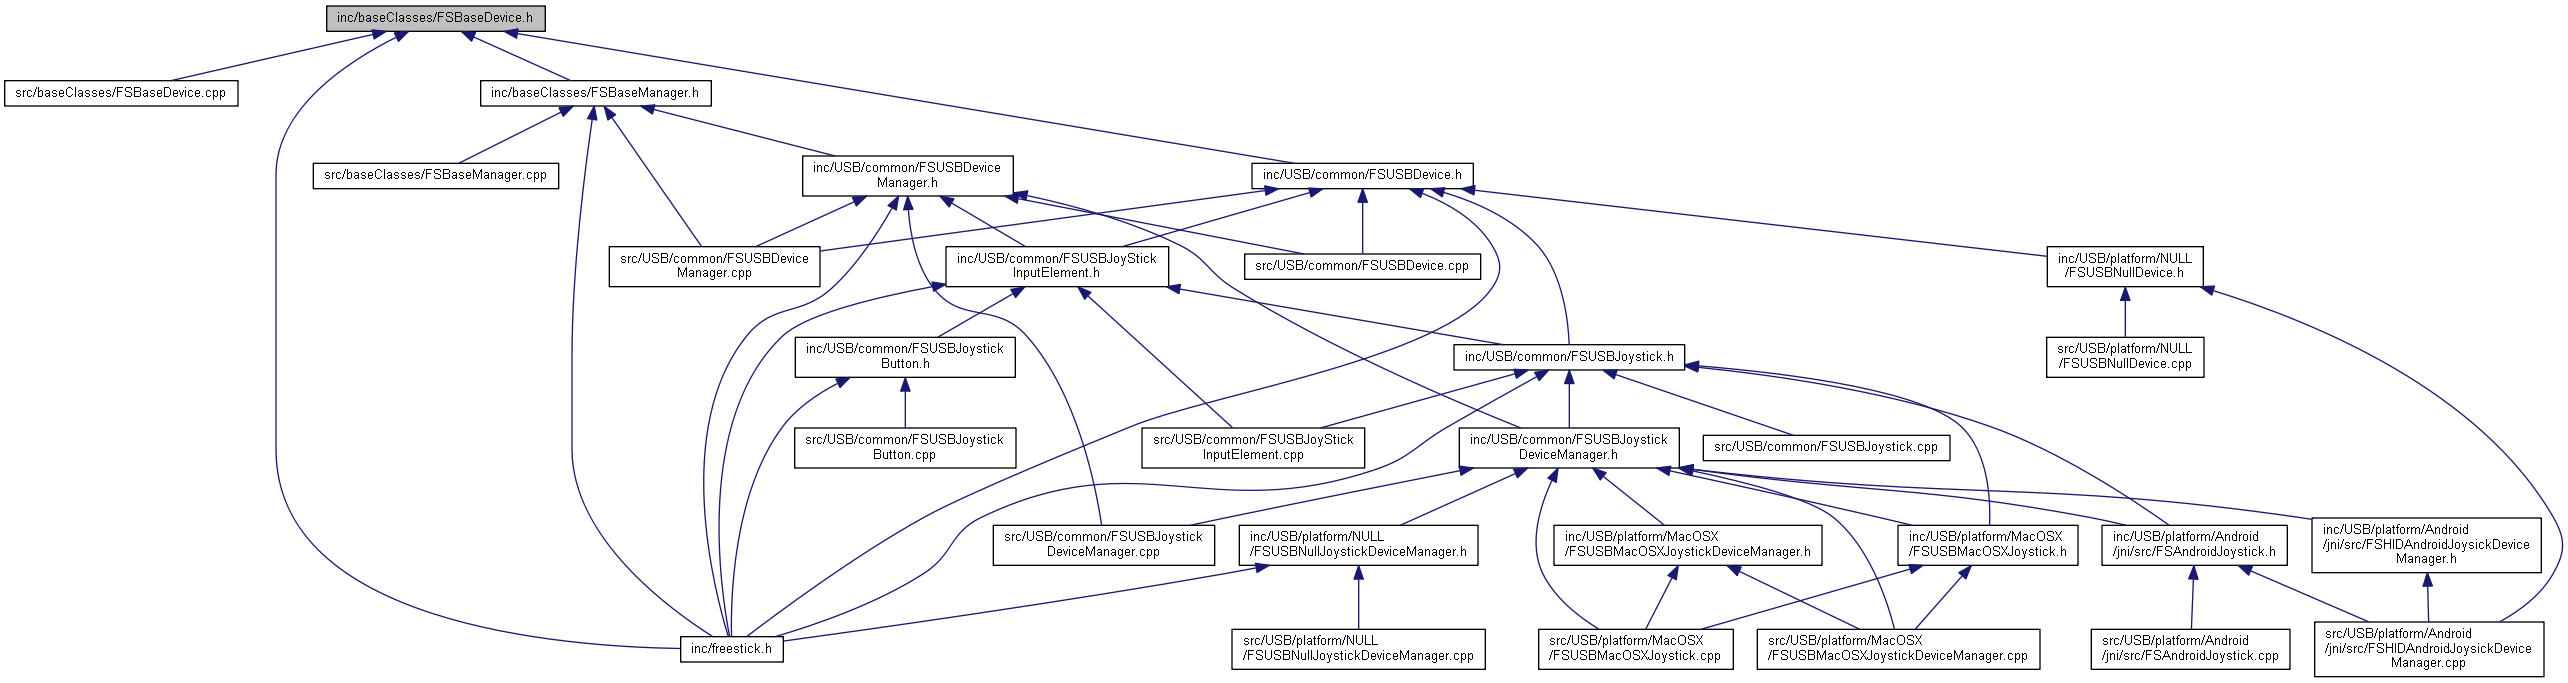 inc/baseClasses/FSBaseDevice.h
src/baseClasses/FSBaseDevice.cpp
inc/baseClasses/FSBaseManager.h
src/baseClasses/FSBaseManager.cpp
inc/USB/common/FSUSBDevice
Manager.h
inc/USB/common/FSUSBDevice.h
src/USB/common/FSUSBDevice
Manager.cpp
inc/USB/common/FSUSBJoyStick
InputElement.h
src/USB/common/FSUSBDevice.cpp
inc/USB/platform/NULL
/FSUSBNullDevice.h
inc/USB/common/FSUSBJoystick
Button.h
inc/USB/common/FSUSBJoystick.h
src/USB/platform/NULL
/FSUSBNullDevice.cpp
src/USB/common/FSUSBJoystick
Button.cpp
src/USB/common/FSUSBJoyStick
InputElement.cpp
inc/USB/common/FSUSBJoystick
DeviceManager.h
src/USB/common/FSUSBJoystick.cpp
src/USB/common/FSUSBJoystick
DeviceManager.cpp
inc/USB/platform/NULL
/FSUSBNullJoystickDeviceManager.h
inc/USB/platform/MacOSX
/FSUSBMacOSXJoystickDeviceManager.h
inc/USB/platform/MacOSX
/FSUSBMacOSXJoystick.h
inc/USB/platform/Android
/jni/src/FSAndroidJoystick.h
inc/USB/platform/Android
/jni/src/FSHIDAndroidJoysickDevice
Manager.h
inc/freestick.h
src/USB/platform/NULL
/FSUSBNullJoystickDeviceManager.cpp
src/USB/platform/MacOSX
/FSUSBMacOSXJoystick.cpp
src/USB/platform/MacOSX
/FSUSBMacOSXJoystickDeviceManager.cpp
src/USB/platform/Android
/jni/src/FSAndroidJoystick.cpp
src/USB/platform/Android
/jni/src/FSHIDAndroidJoysickDevice
Manager.cpp